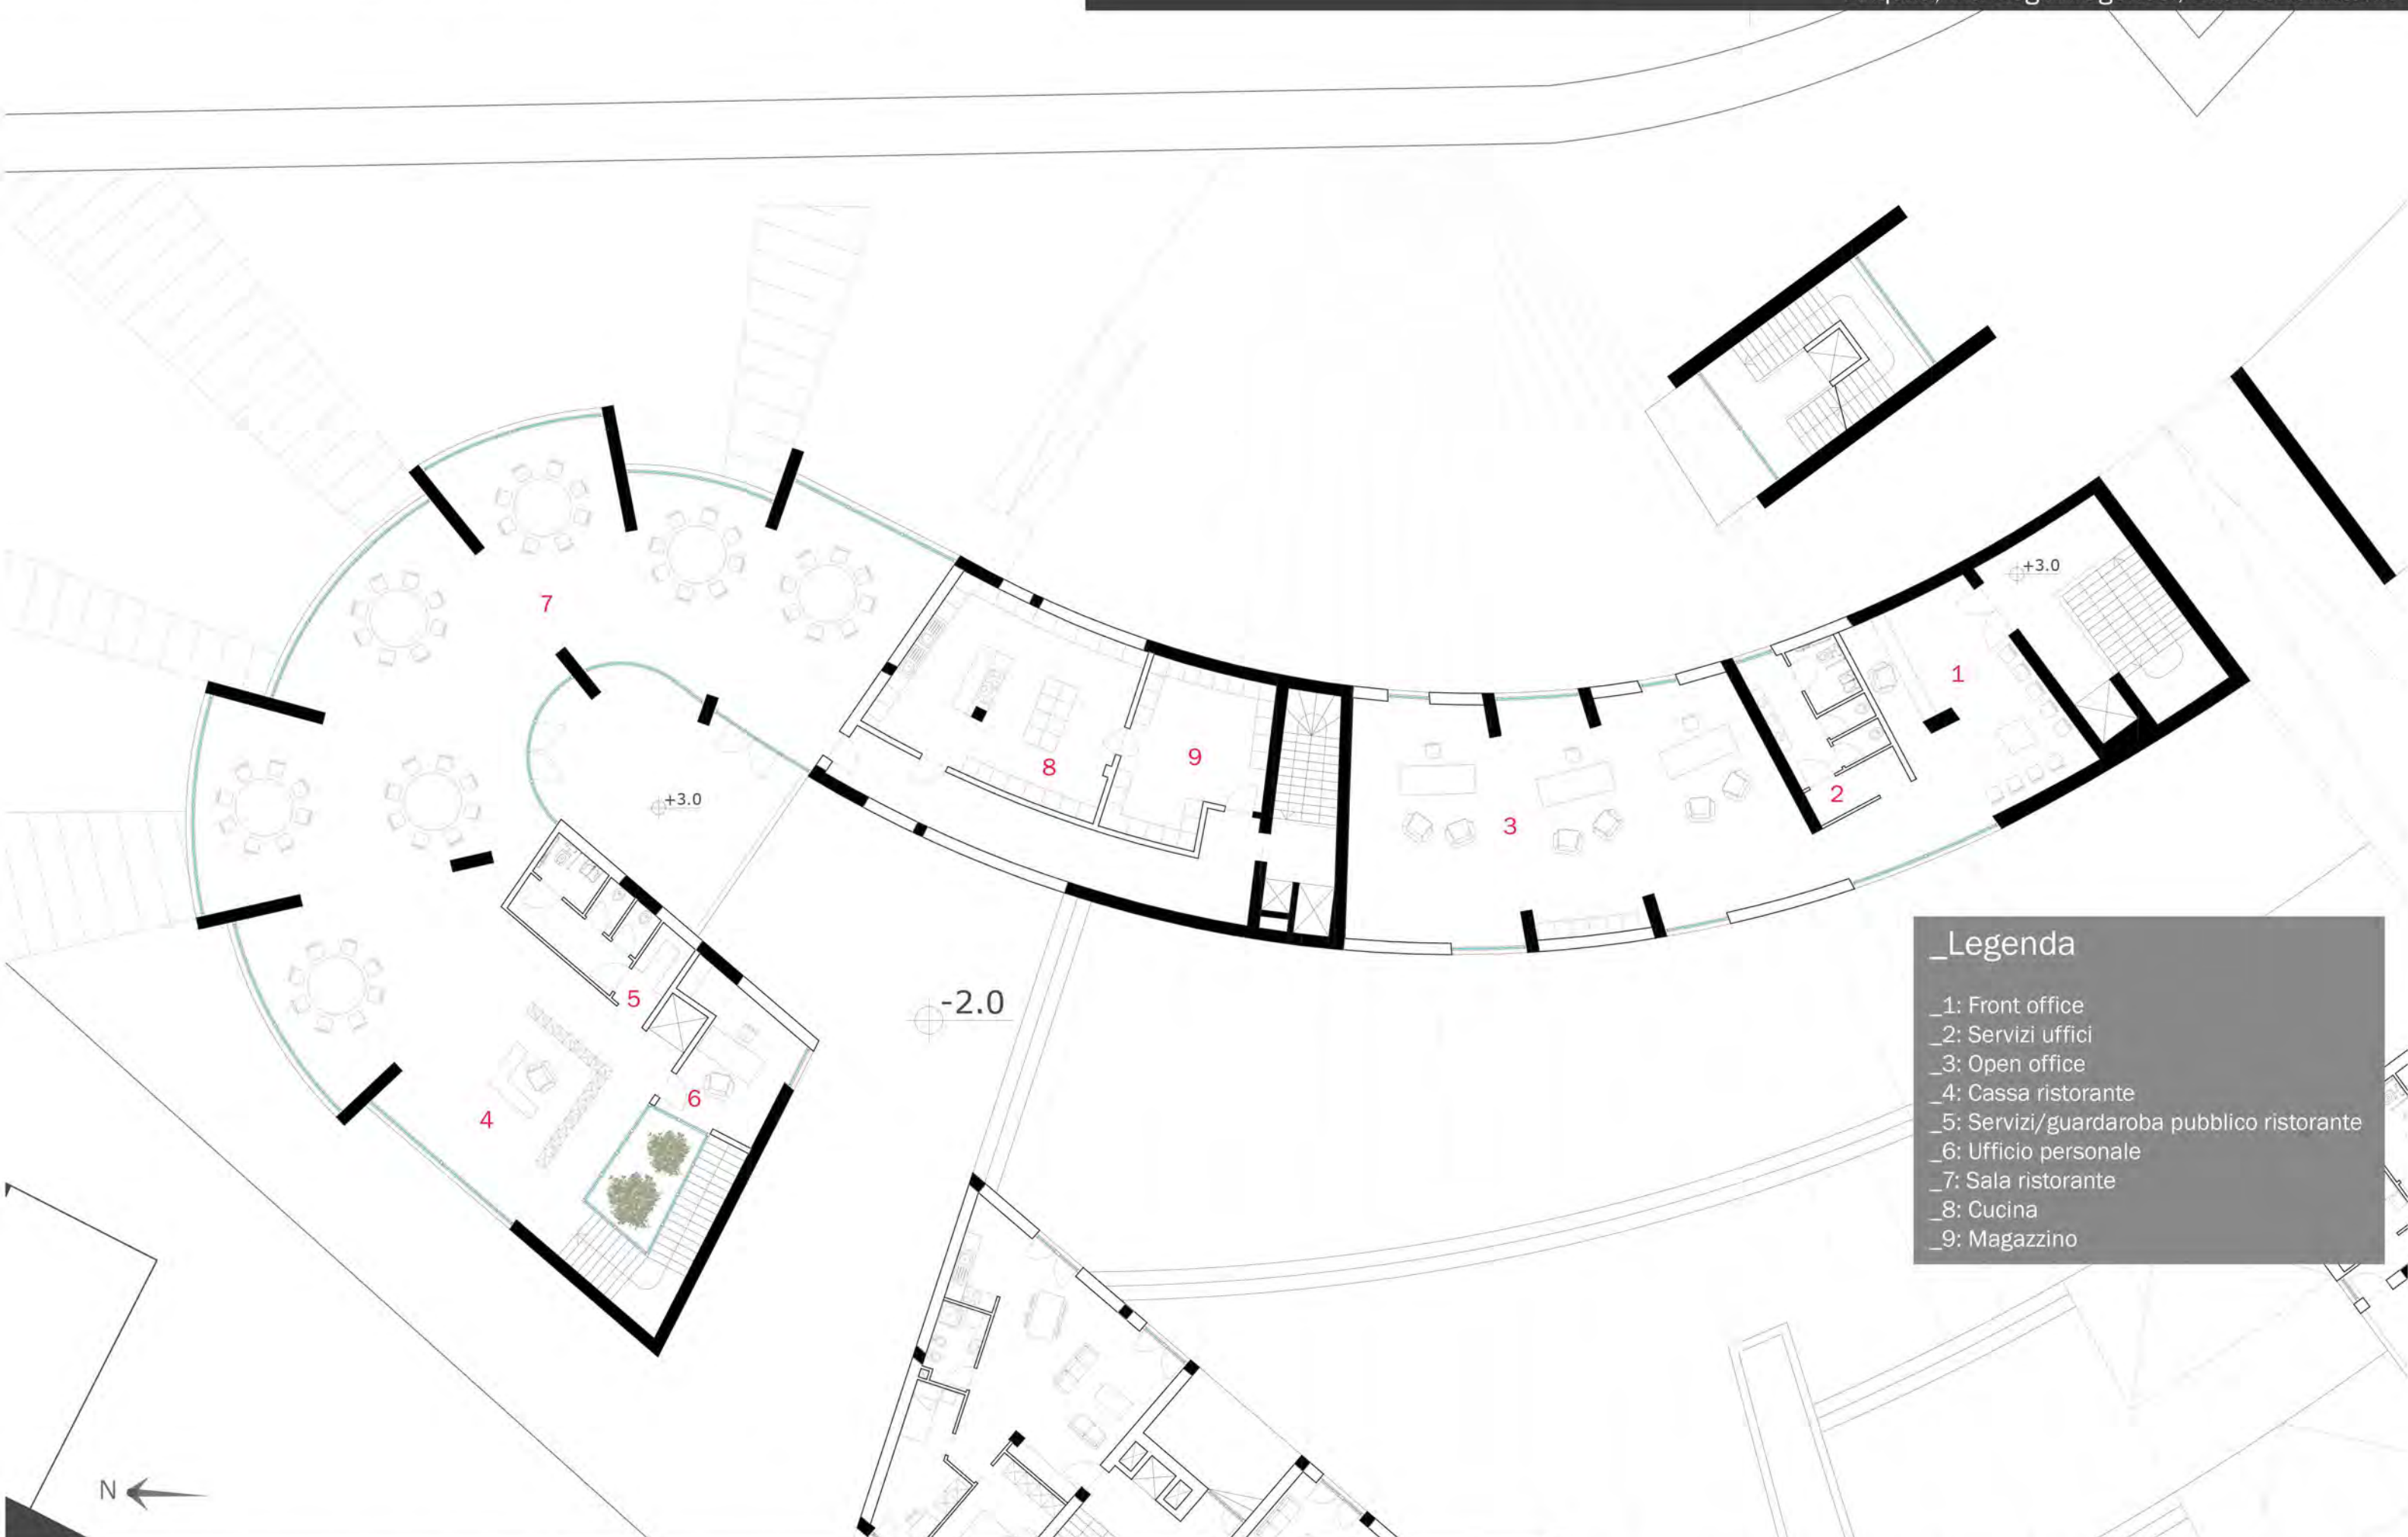 +3.0
7
1
9
8
2
+3.0
3
5
-2.0
6
4
_Legenda
_1: Front office
_2: Servizi uffici
_3: Open office
_4: Cassa ristorante
_5: Servizi/guardaroba pubblico ristorante
_6: Ufficio personale
_7: Sala ristorante
_8: Cucina
_9: Magazzino
N